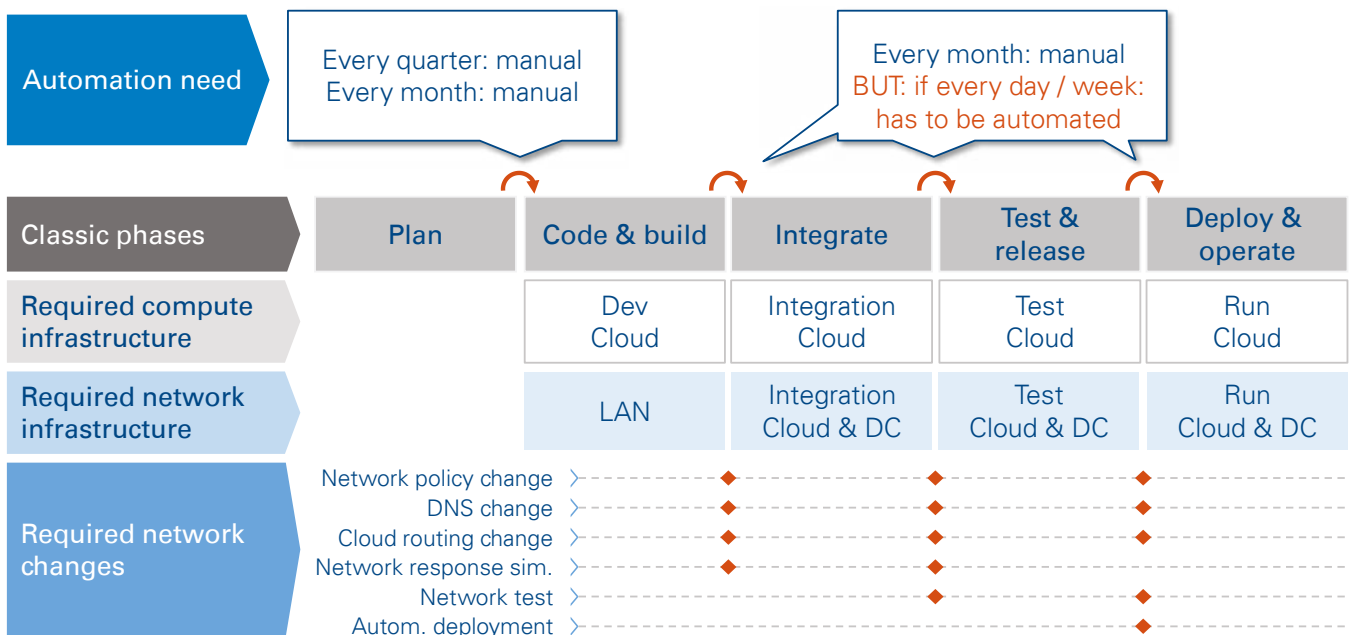 Automation need
Every quarter: manual
Every month: manual
Every month: manual
BUT: if every day / week:
has to be automated
Classic phases
Plan
Code & build
Integrate
Test &
release
Deploy &
operate
Required compute
infrastructure
Dev
Cloud
Integration
Cloud
Test
Cloud
Run
Cloud
Required network
infrastructure
LAN
Integration
Cloud & DC
Test
Cloud & DC
Run
Cloud & DC
Required network
changes
Network policy change
DNS change
Cloud routing change
Network response sim.
Network test
Autom. deployment